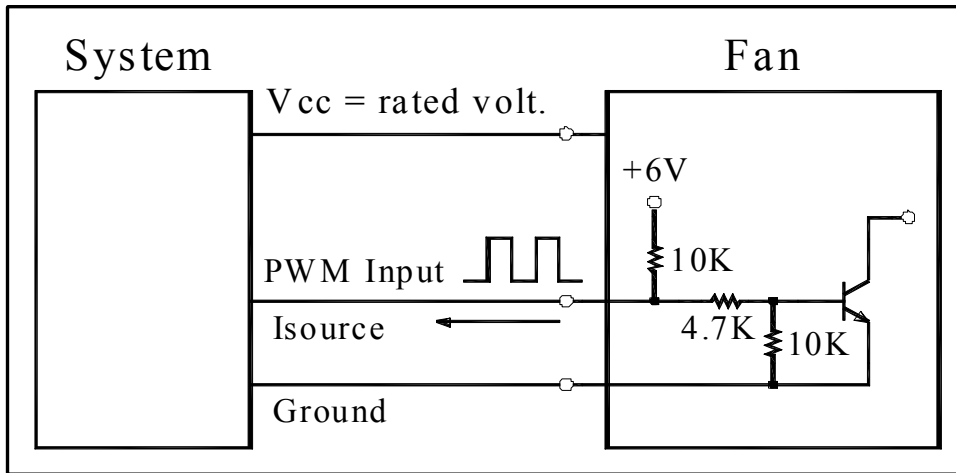 System
Fan
Vcc = rated volt.
+6V
10K
PWM Input
4.7K
10K
Isource
Ground